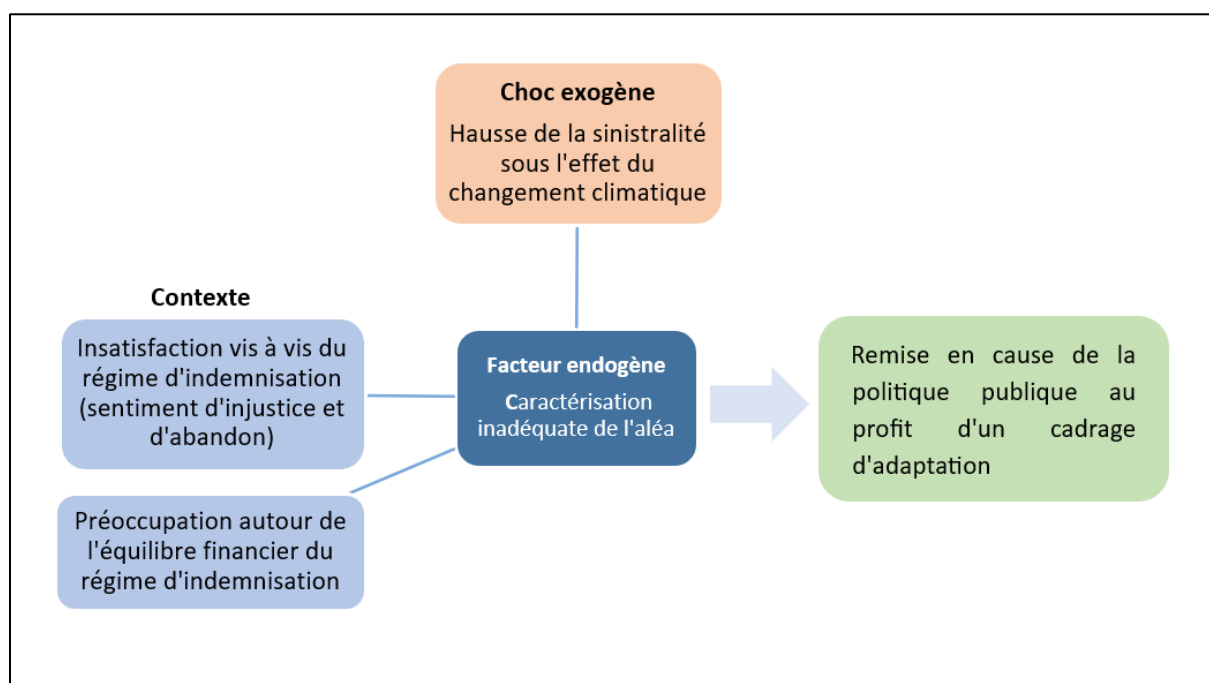 Choc exogène
Hausse de la sinistralité
sous l'effet du
changement climatique
Contexte
Insatisfaction vis à vis du
régime d'indemnisation
(sentiment d'injustice et
d'abandon)
Préoccupation autour de
l'équilibre financier du
régime d'indemnisation
Facteur endogène
Caractérisation
inadéquate de l'aléa
Remise en cause de la
politique publique au
profit d'un cadrage
d'adaptation